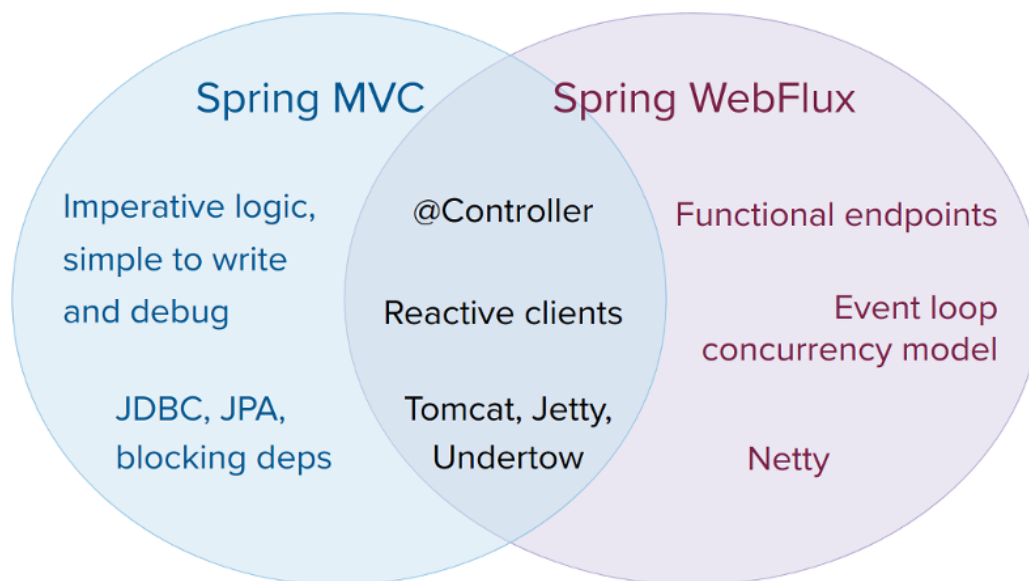 Spring MVC
Spring WebFlux
Imperative logic,
simple to write
and debug
JDBC, JPA,
blocking deps
@Controller
Reactive clients
Tomcat, Jetty,
Undertow
Functional endpoints
Event loop
concurrency model
Netty